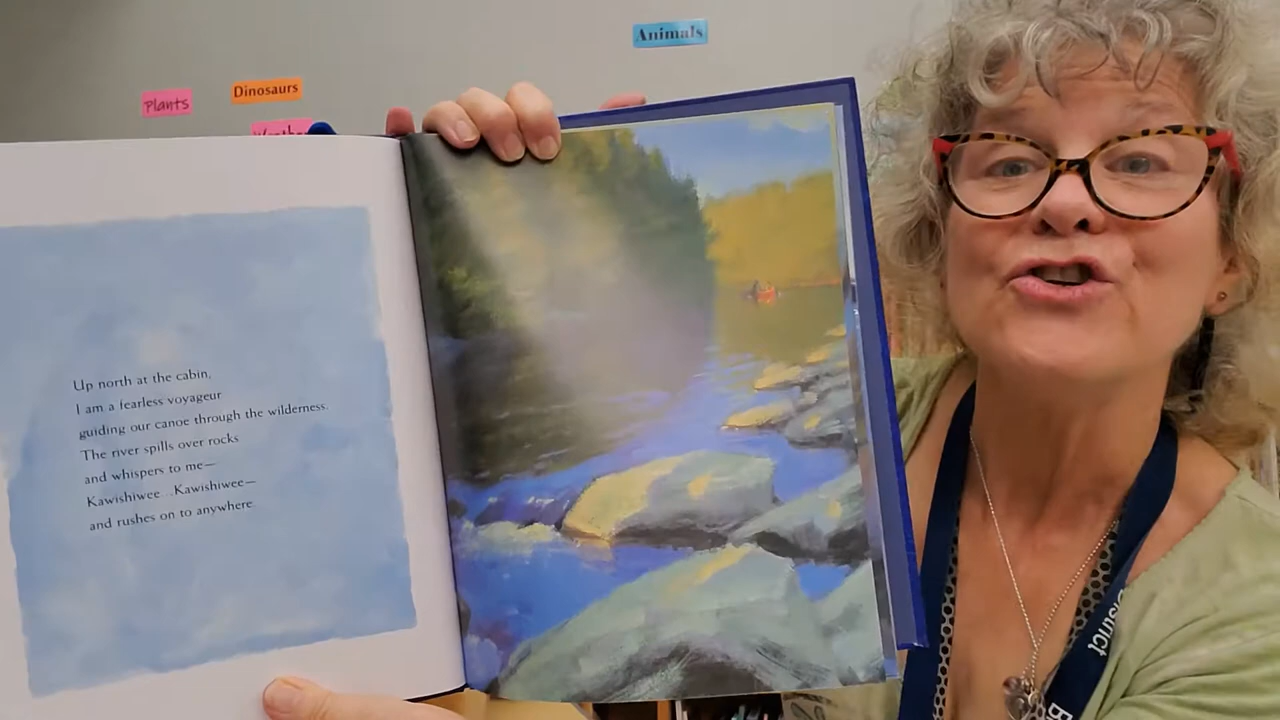 Animals
Dinosaurs
Plants
Up north at the cabin,
I am a fearless voyageur
guiding our canoe through the wilderness.
The river spills over rocks
and whispers to me—
Kawishiwee...Kawishiwee—
and rushes on to anywhere
District